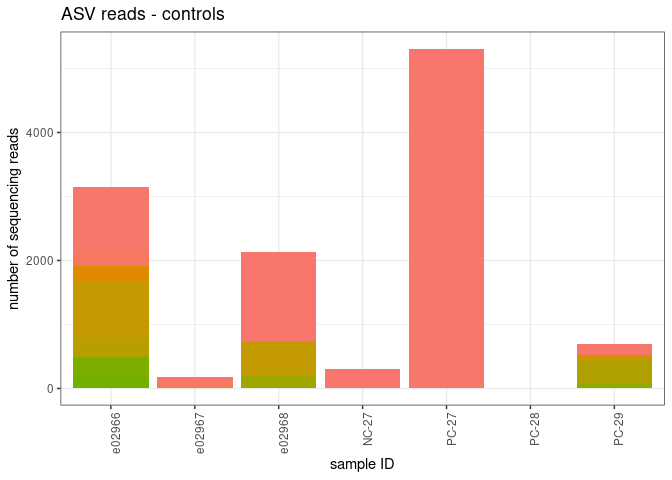 ASV reads - controls
number of sequencing reads
4000
2000
0
e02966
e02967
e02968
NC-27
PC-27
PC-28
PC-29
sample ID